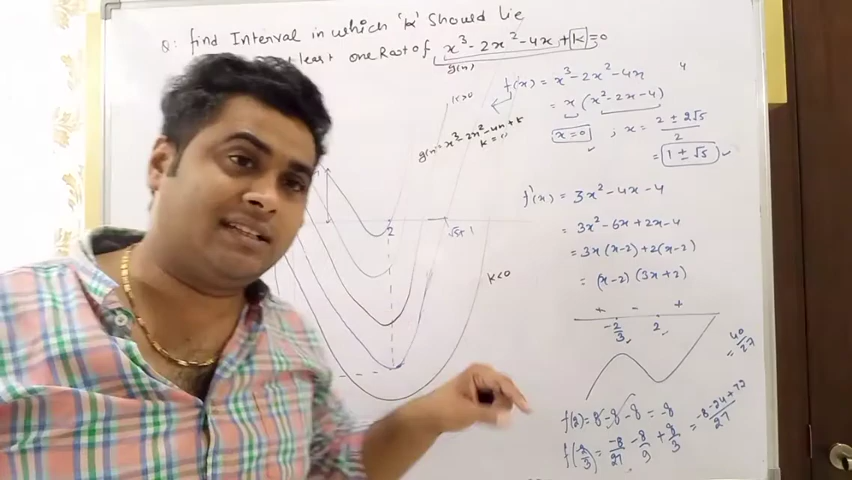 Q: find Interval in which 'k' Should lie
least one Root of x³ - 2x² - 4x + k = 0
g(x)
f(x) = x³ - 2x² - 4x
= x (x² - 2x - 4)
x=0 ; x = 2 ± 2√5 / 2
= 1 ± √5
k>0
g(x) = x³ - 2x² - 4x + k
k = 0
2
√5+1
k<0
f'(x) = 3x² - 4x - 4
= 3x² - 6x + 2x - 4
= 3x (x-2) + 2(x-2)
= (x-2) (3x+2)
+ - +
-2/3 2
f(2) = 8 - 8 - 8 = -8
f(-2/3) = -8/27 - 8/9 + 8/3 = -8-24+72 / 27
= 40/27